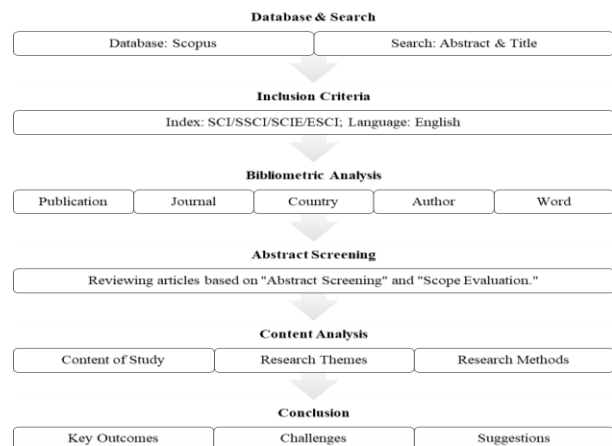 Database & Search
Database: Scopus
Search: Abstract & Title
Inclusion Criteria
Index: SCI/SSCI/SCIE/ESCI; Language: English
Bibliometric Analysis
Publication
Journal
Country
Author
Word
Abstract Screening
Reviewing articles based on "Abstract Screening" and "Scope Evaluation."
Content Analysis
Content of Study
Research Themes
Research Methods
Conclusion
Key Outcomes
Challenges
Suggestions